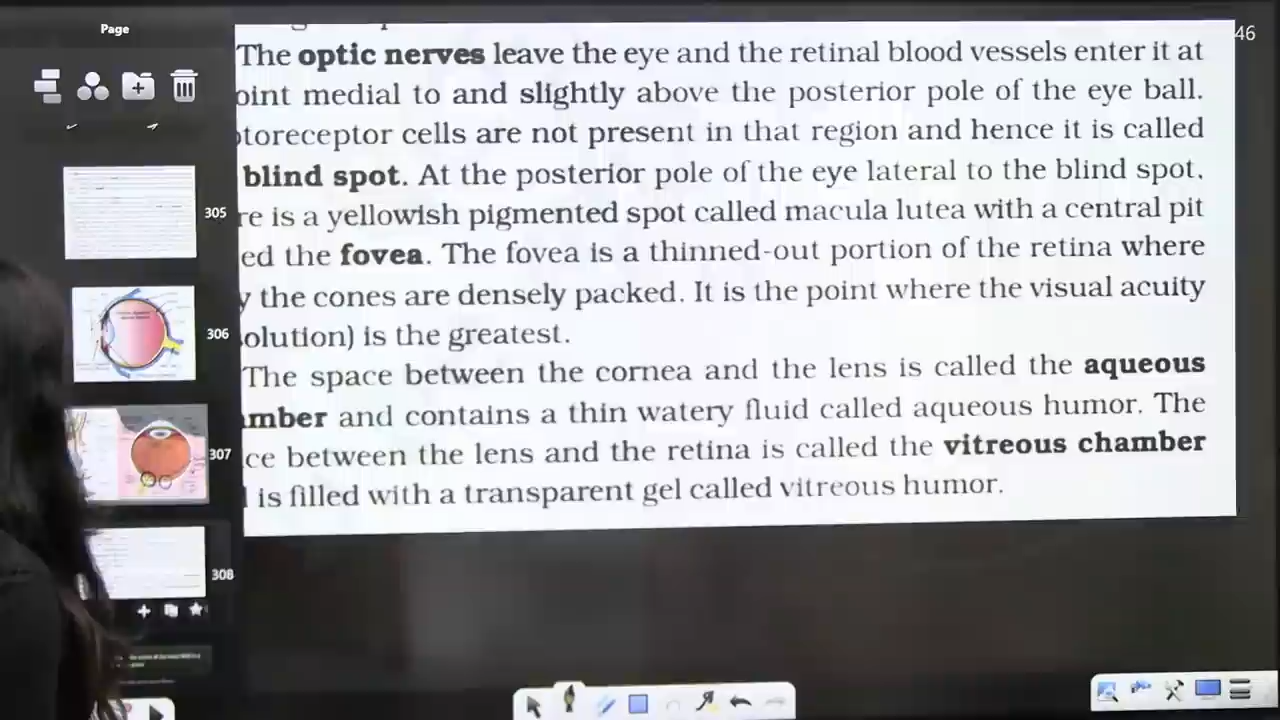 Page
46
The optic nerves leave the eye and the retinal blood vessels enter it at
oint medial to and slightly above the posterior pole of the eye ball.
toreceptor cells are not present in that region and hence it is called
blind spot. At the posterior pole of the eye lateral to the blind spot,
re is a yellowish pigmented spot called macula lutea with a central pit
ed the fovea. The fovea is a thinned-out portion of the retina where
y the cones are densely packed. It is the point where the visual acuity
olution) is the greatest.
The space between the cornea and the lens is called the aqueous
mber and contains a thin watery fluid called aqueous humor. The
ce between the lens and the retina is called the vitreous chamber
is filled with a transparent gel called vitreous humor.
305
306
307
308